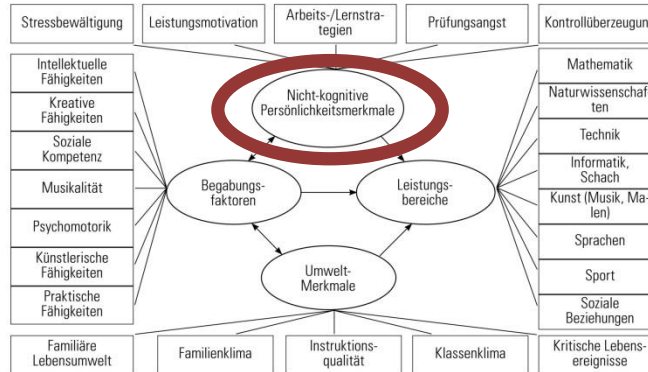 Stressbewältigung
Leistungsmotivation
Arbeits-/Lernstra-
tegien
Prüfungsangst
Kontrollüberzeugung
Intellektuelle
Fähigkeiten
Kreative
Fähigkeiten
Soziale
Kompetenz
Musikalität
Psychomotorik
Künstlerische
Fähigkeiten
Praktische
Fähigkeiten
Nicht-kognitive
Persönlichkeitsmerkmale
Begabungs-
faktoren
Leistungs-
bereiche
Umwelt-
Merkmale
Mathematik
Naturwissenschaf-
ten
Technik
Informatik,
Schach
Kunst (Musik, Ma-
len)
Sprachen
Sport
Soziale
Beziehungen
Familiäre
Lebensumwelt
Familienklima
Instruktions-
qualität
Klassenklima
Kritische Lebens-
ereignisse